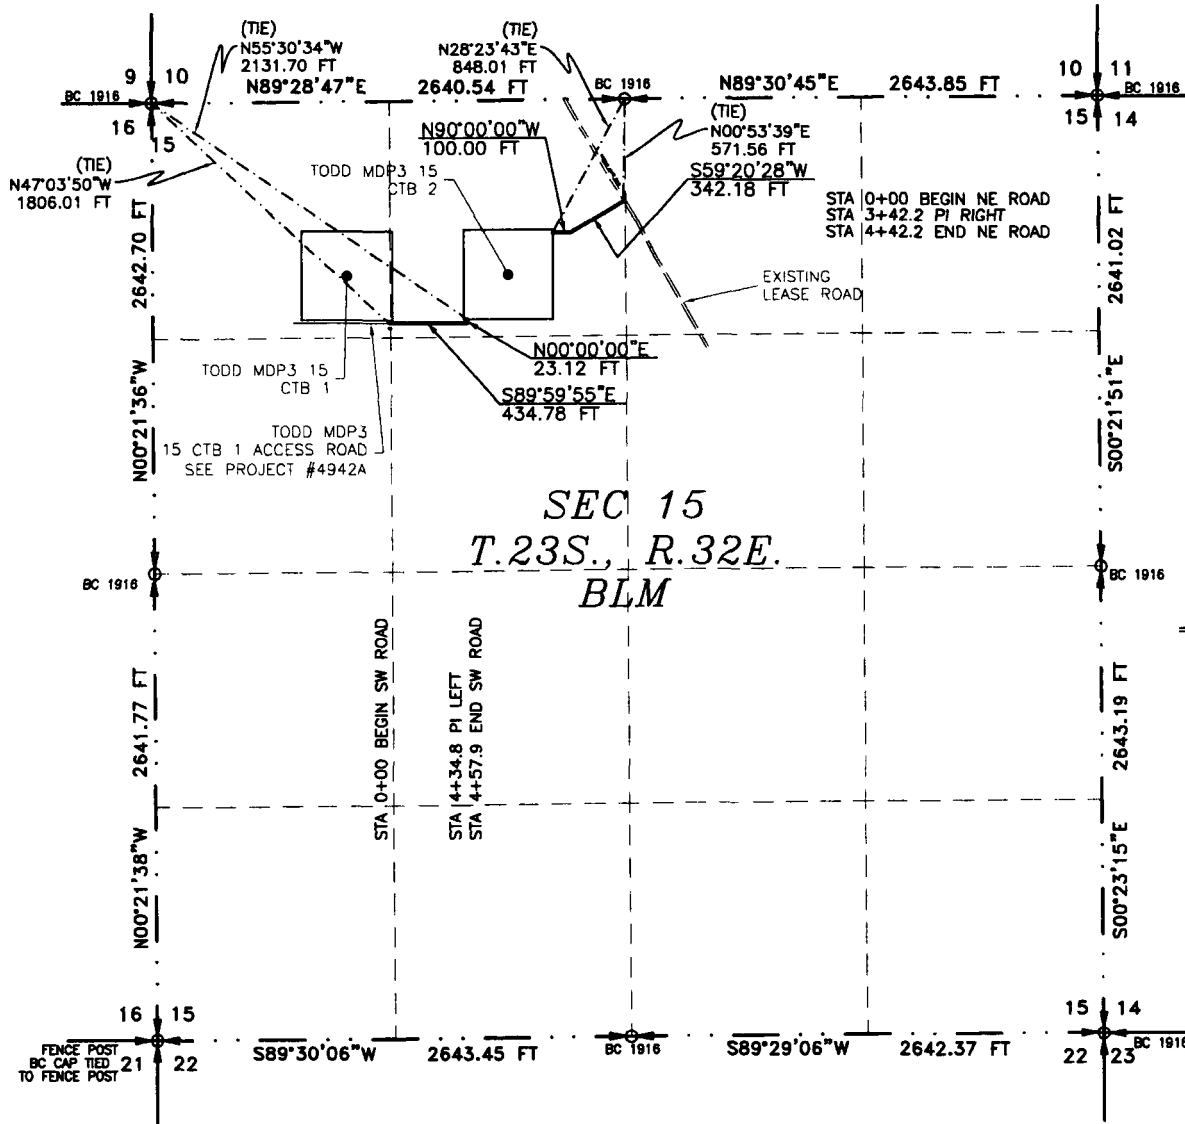 (TIE)
N55°30'34"W
2131.70 FT
(TIE)
N28°23'43"E
848.01 FT
9 10
10 11
BC 1916
N89°28'47"E 2640.54 FT
BC 1916
N89°30'45"E 2643.85 FT
BC 1916
16 15
15 14
(TIE)
N00°53'39"E
571.56 FT
N90°00'00"W
100.00 FT
(TIE)
N47°03'50"W
1806.01 FT
TODD MDP3 15
CTB 2
S59°20'28"W
342.18 FT
STA 0+00 BEGIN NE ROAD
STA 3+42.2 PI RIGHT
STA 4+42.2 END NE ROAD
N00°21'36"W 2642.70 FT
S00°21'51"E 2641.02 FT
EXISTING
LEASE ROAD
N00°00'00"E
23.12 FT
TODD MDP3 15
CTB 1
S89°59'55"E
434.78 FT
TODD MDP3
15 CTB 1 ACCESS ROAD
SEE PROJECT #4942A
SEC 15
T.23S., R.32E.
BLM
BC 1916
BC 1916
STA 0+00 BEGIN SW ROAD
STA 4+34.8 PI LEFT
STA 4+57.9 END SW ROAD
N00°21'38"W 2641.77 FT
S00°23'15"E 2643.19 FT
16 15
15 14
FENCE POST
BC CAP TIED
TO FENCE POST
21 22
S89°30'06"W 2643.45 FT
BC 1916
S89°29'06"W 2642.37 FT
22 23
BC 1916